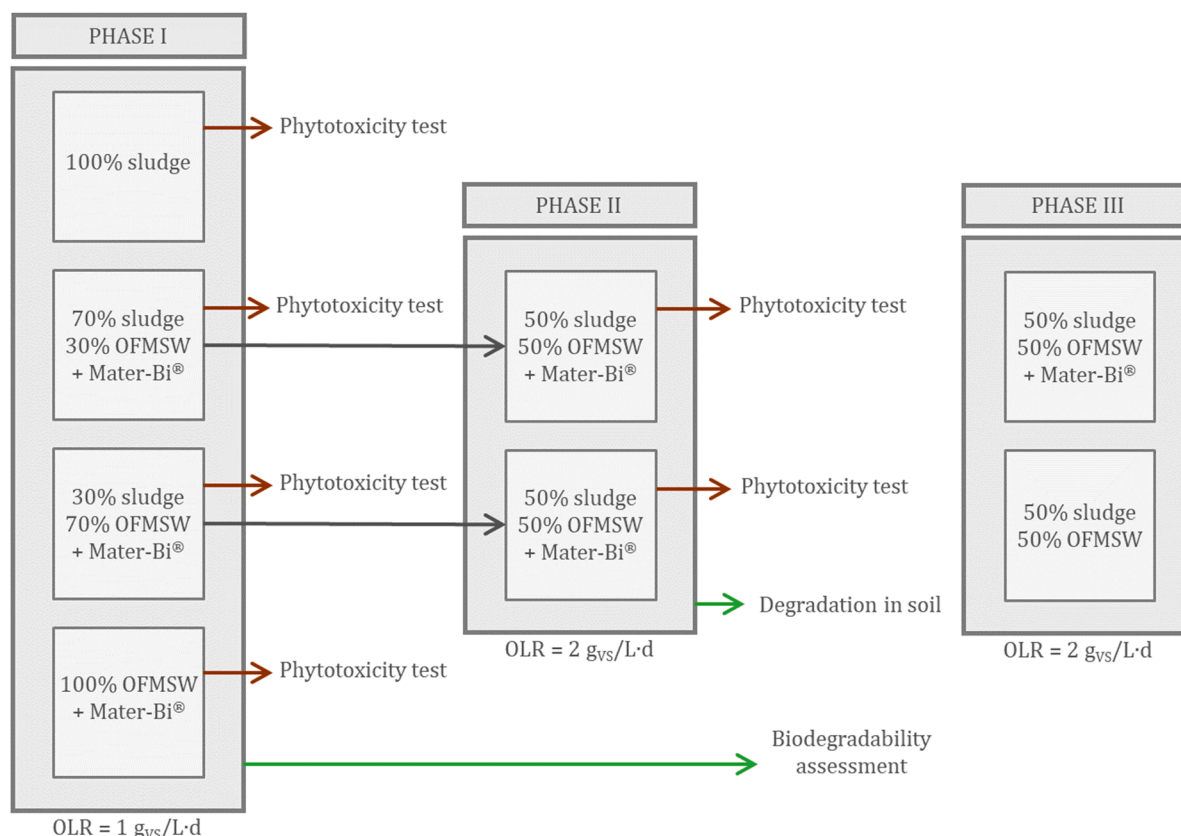 PHASE I
100% sludge
Phytotoxicity test
70% sludge
30% OFMSW
+ Mater-Bi®
Phytotoxicity test
30% sludge
70% OFMSW
+ Mater-Bi®
Phytotoxicity test
100% OFMSW
+ Mater-Bi®
Phytotoxicity test
Biodegradability
assessment
OLR = 1 gVS/L·d
PHASE II
50% sludge
50% OFMSW
+ Mater-Bi®
Phytotoxicity test
50% sludge
50% OFMSW
+ Mater-Bi®
Phytotoxicity test
Degradation in soil
OLR = 2 gVS/L·d
PHASE III
50% sludge
50% OFMSW
+ Mater-Bi®
50% sludge
50% OFMSW
OLR = 2 gVS/L·d